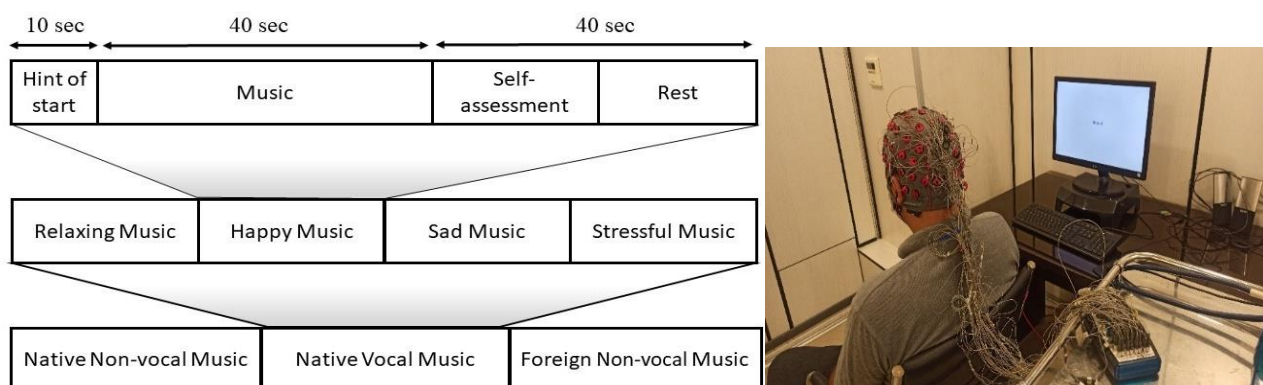 10 sec 40 sec 40 sec
Hint of
start
Music
Self-
assessment
Rest
Relaxing Music Happy Music Sad Music Stressful Music
Native Non-vocal Music Native Vocal Music Foreign Non-vocal Music